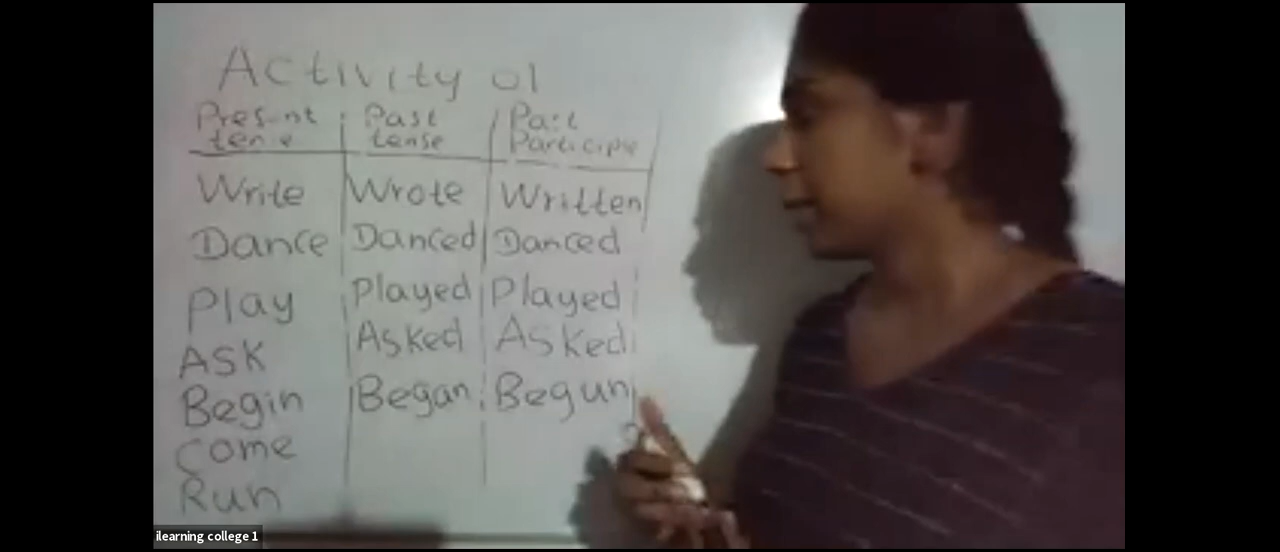 Activity 01
Present tense | Past tense | Past Participle
Write | Wrote | Written
Dance | Danced | Danced
Play | Played | Played
Ask | Asked | Asked
Begin | Began | Begun
Come
Run
ilearning college 1